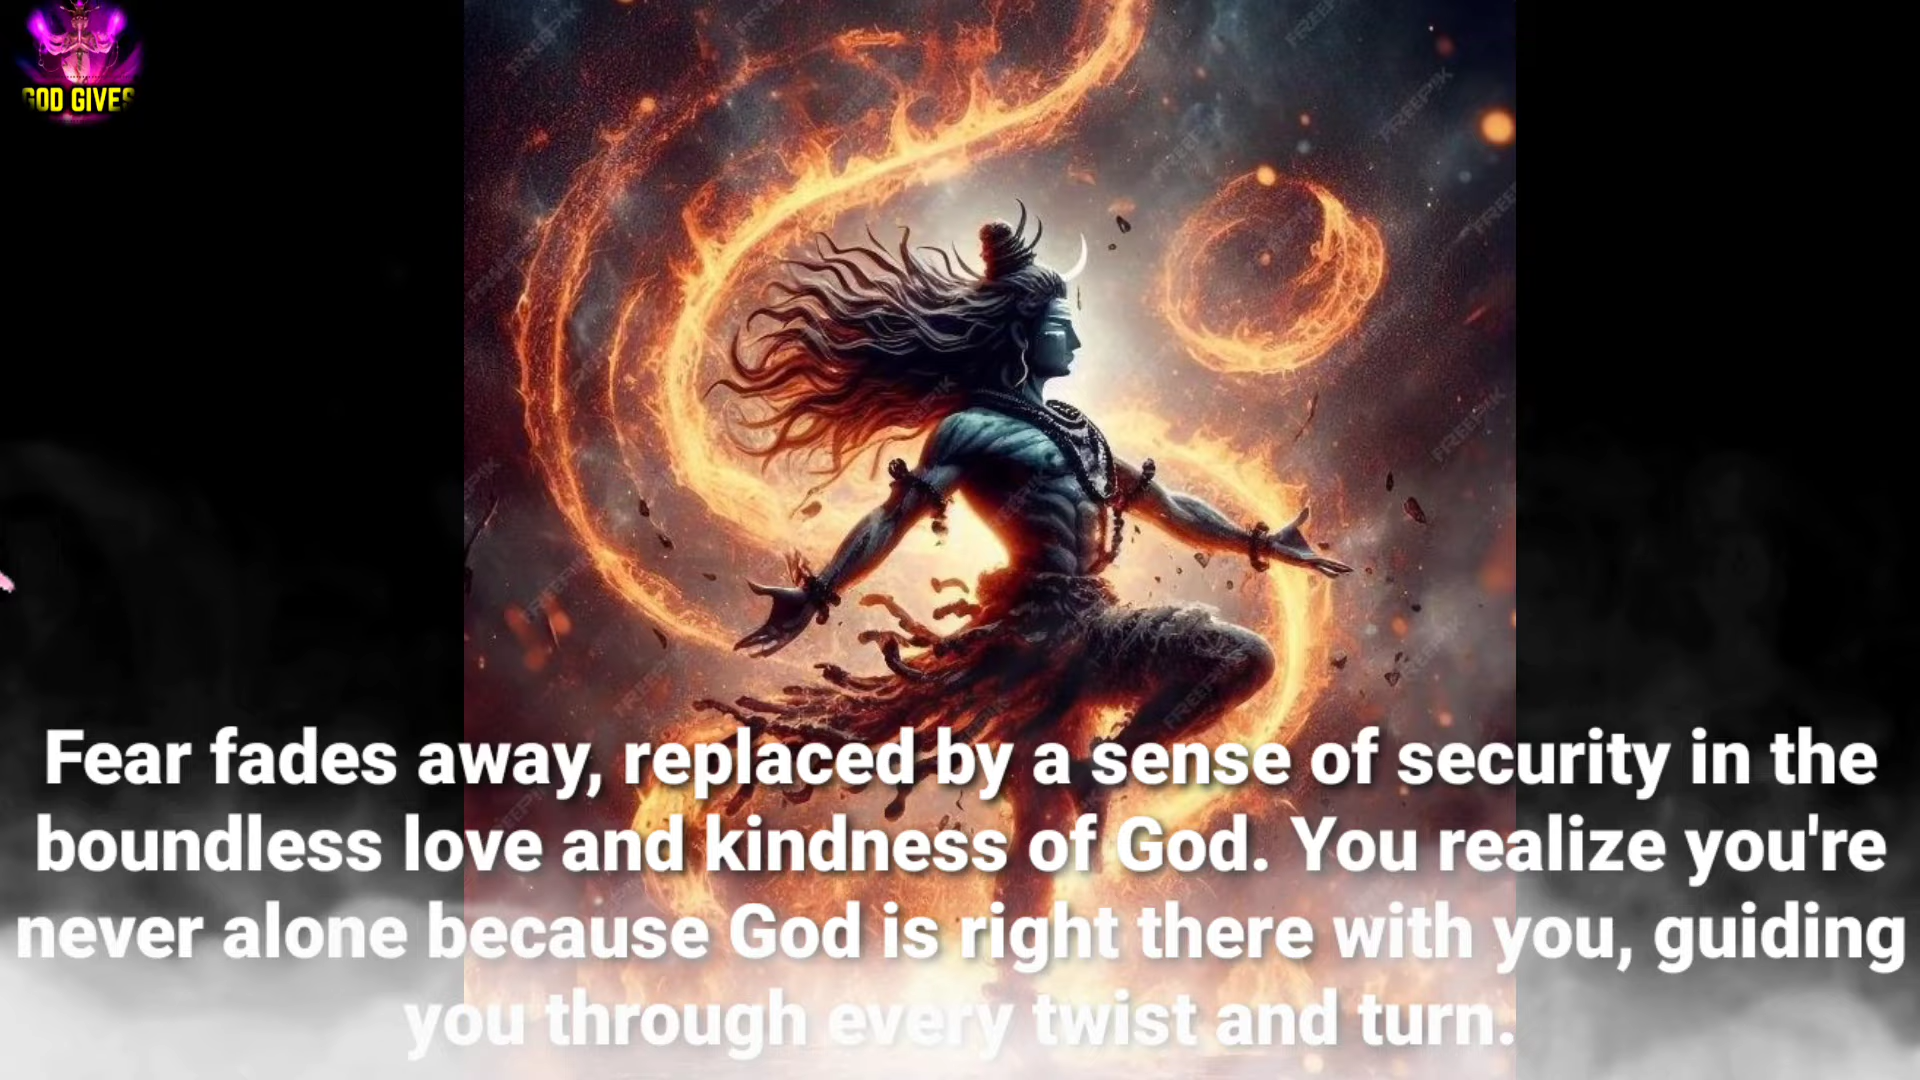 GOD GIVES
Fear fades away, replaced by a sense of security in the
boundless love and kindness of God. You realize you're
never alone because God is right there with you, guiding
you through every twist and turn.
FREEPIK